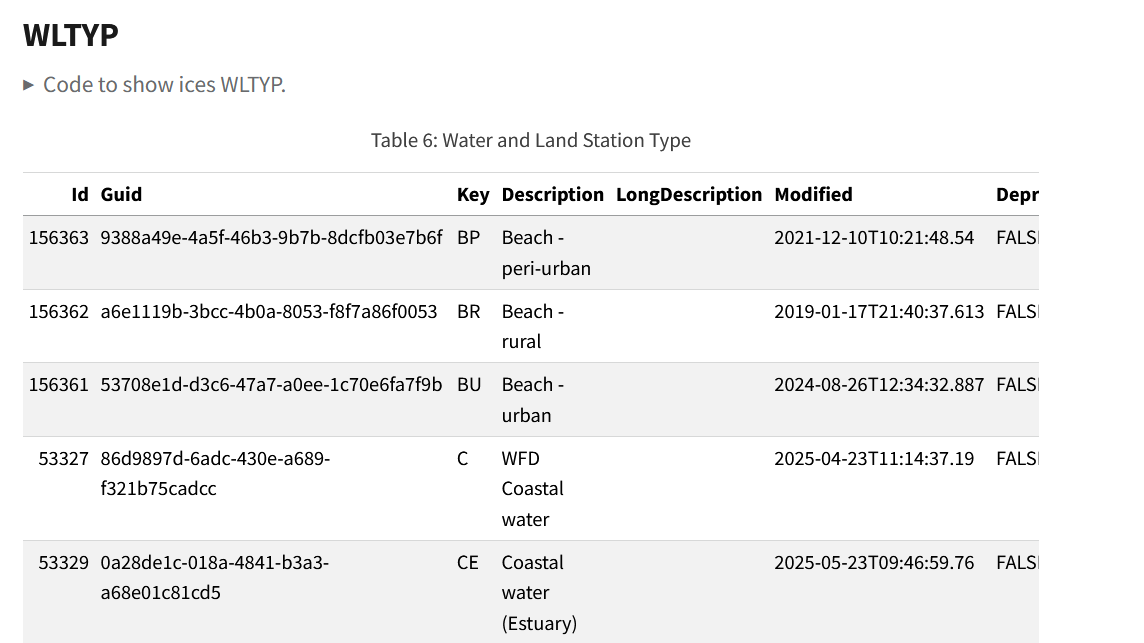 WLTYP
▶ Code to show ices WLTYP.
Table 6: Water and Land Station Type
Id Guid Key Description LongDescription Modified Depr
156363 9388a49e-4a5f-46b3-9b7b-8dcfb03e7b6f BP Beach - 2021-12-10T10:21:48.54 FALS
peri-urban
156362 a6e1119b-3bcc-4b0a-8053-f8f7a86f0053 BR Beach - 2019-01-17T21:40:37.613 FALS
rural
156361 53708e1d-d3c6-47a7-a0ee-1c70e6fa7f9b BU Beach - 2024-08-26T12:34:32.887 FALS
urban
53327 86d9897d-6adc-430e-a689- C WFD 2025-04-23T11:14:37.19 FALS
f321b75cadcc Coastal
water
53329 0a28de1c-018a-4841-b3a3- CE Coastal 2025-05-23T09:46:59.76 FALS
a68e01c81cd5 water
(Estuary)